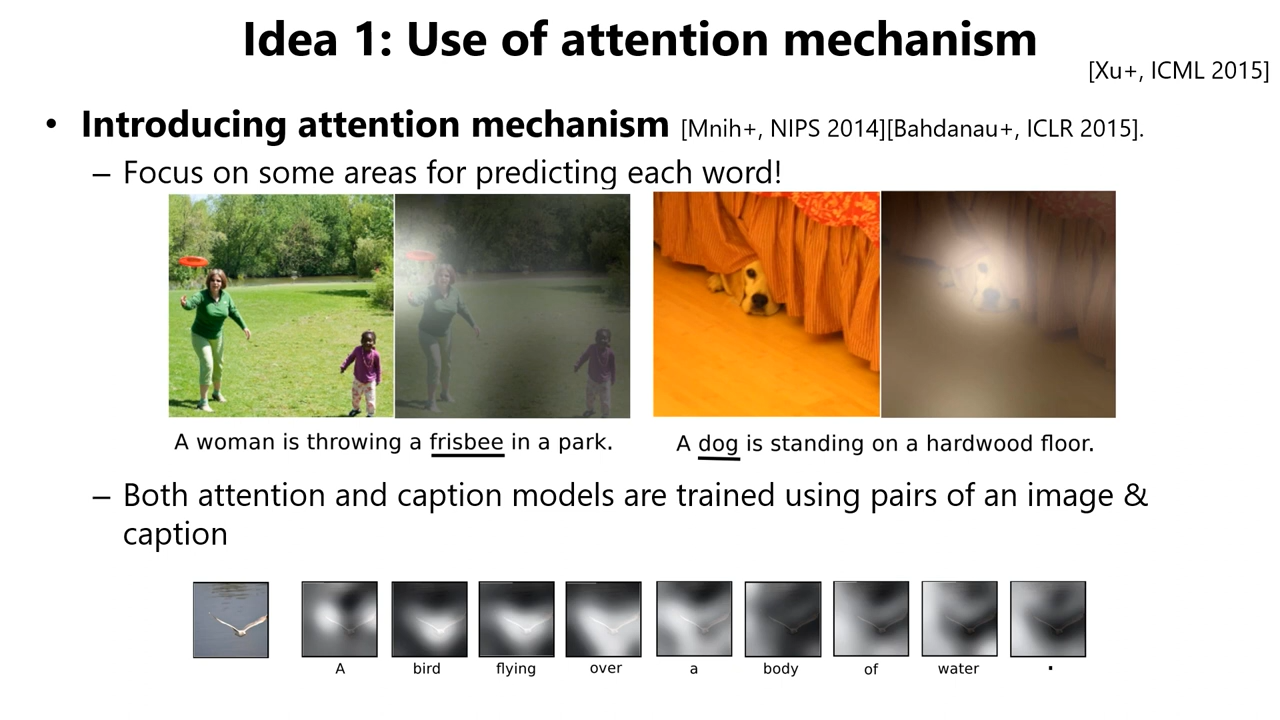 Idea 1: Use of attention mechanism
[Xu+, ICML 2015]
• Introducing attention mechanism [Mnih+, NIPS 2014][Bahdanau+, ICLR 2015].
– Focus on some areas for predicting each word!
A woman is throwing a frisbee in a park.
A dog is standing on a hardwood floor.
– Both attention and caption models are trained using pairs of an image &
caption
A bird flying over a body of water .